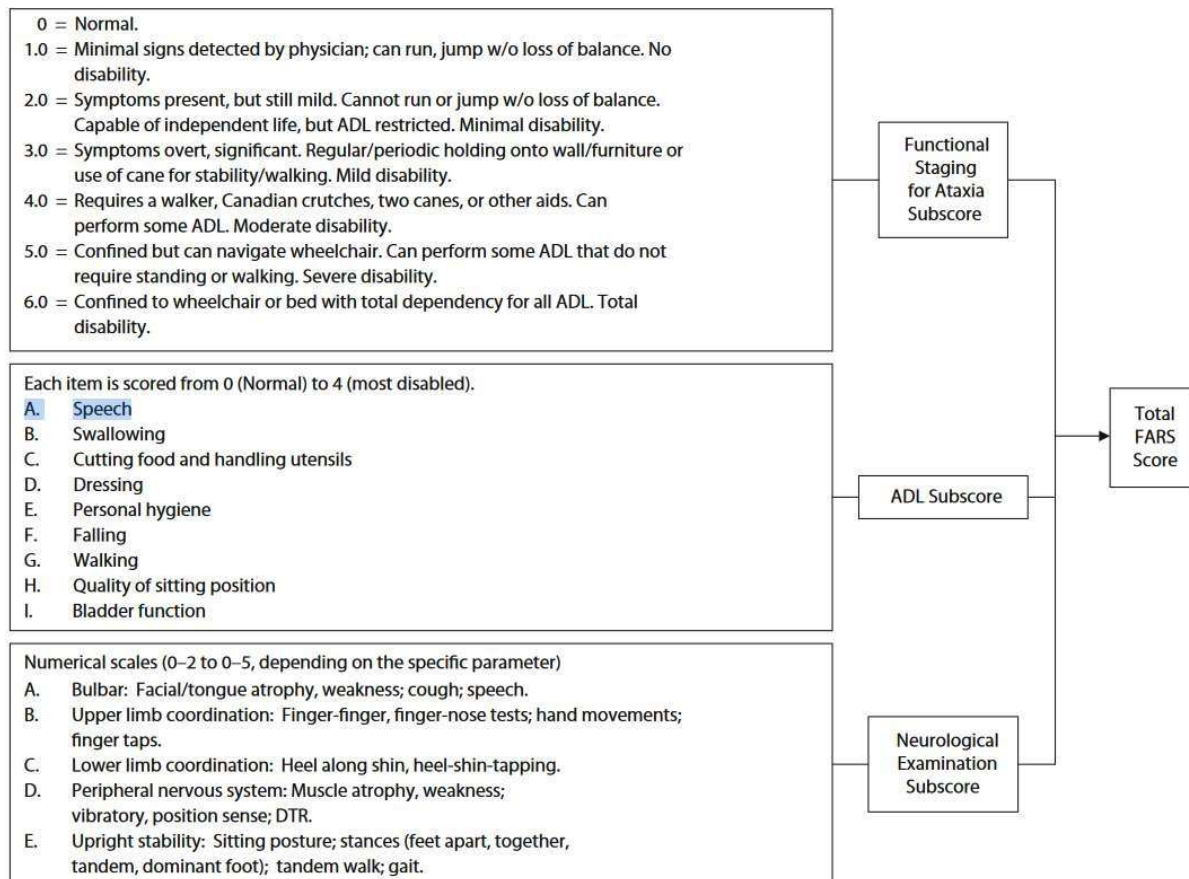 0 = Normal.
1.0 = Minimal signs detected by physician; can run, jump w/o loss of balance. No
disability.
2.0 = Symptoms present, but still mild. Cannot run or jump w/o loss of balance.
Capable of independent life, but ADL restricted. Minimal disability.
3.0 = Symptoms overt, significant. Regular/periodic holding onto wall/furniture or
use of cane for stability/walking. Mild disability.
4.0 = Requires a walker, Canadian crutches, two canes, or other aids. Can
perform some ADL. Moderate disability.
5.0 = Confined but can navigate wheelchair. Can perform some ADL that do not
require standing or walking. Severe disability.
6.0 = Confined to wheelchair or bed with total dependency for all ADL. Total
disability.
Functional
Staging
for Ataxia
Subscore
Each item is scored from 0 (Normal) to 4 (most disabled).
A. Speech
B. Swallowing
C. Cutting food and handling utensils
D. Dressing
E. Personal hygiene
F. Falling
G. Walking
H. Quality of sitting position
I. Bladder function
ADL Subscore
Total
FARS
Score
Numerical scales (0–2 to 0–5, depending on the specific parameter)
A. Bulbar: Facial/tongue atrophy, weakness; cough; speech.
B. Upper limb coordination: Finger-finger, finger-nose tests; hand movements;
finger taps.
C. Lower limb coordination: Heel along shin, heel-shin-tapping.
D. Peripheral nervous system: Muscle atrophy, weakness;
vibratory, position sense; DTR.
E. Upright stability: Sitting posture; stances (feet apart, together,
tandem, dominant foot); tandem walk; gait.
Neurological
Examination
Subscore